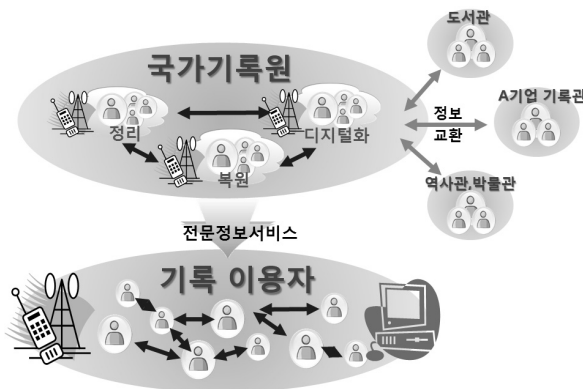 국가기록원
정리
디지털화
복원
도서관
정보
교환
A기업 기록관
역사관,박물관
전문정보서비스
기록 이용자